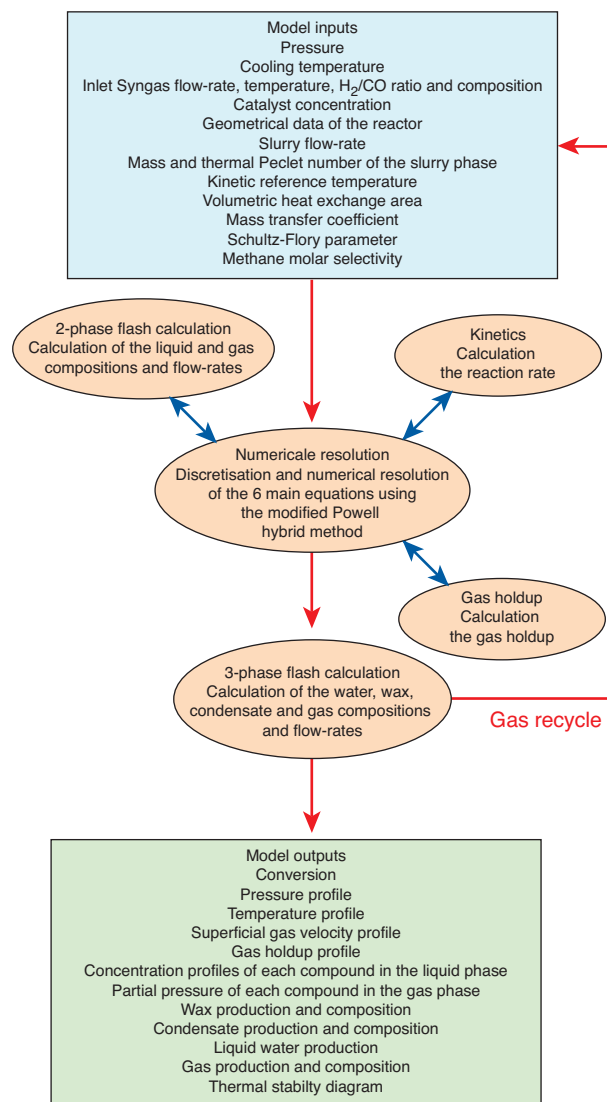 Model inputs
Pressure
Cooling temperature
Inlet Syngas flow-rate, temperature, H2/CO ratio and composition
Catalyst concentration
Geometrical data of the reactor
Slurry flow-rate
Mass and thermal Peclet number of the slurry phase
Kinetic reference temperature
Volumetric heat exchange area
Mass transfer coefficient
Schultz-Flory parameter
Methane molar selectivity
2-phase flash calculation
Calculation of the liquid and gas
compositions and flow-rates
Kinetics
Calculation
the reaction rate
Numericale resolution
Discretisation and numerical resolution
of the 6 main equations using
the modified Powell
hybrid method
Gas holdup
Calculation
the gas holdup
3-phase flash calculation
Calculation of the water, wax,
condensate and gas compositions
and flow-rates
Gas recycle
Model outputs
Conversion
Pressure profile
Temperature profile
Superficial gas velocity profile
Gas holdup profile
Concentration profiles of each compound in the liquid phase
Partial pressure of each compound in the gas phase
Wax production and composition
Condensate production and composition
Liquid water production
Gas production and composition
Thermal stabilty diagram